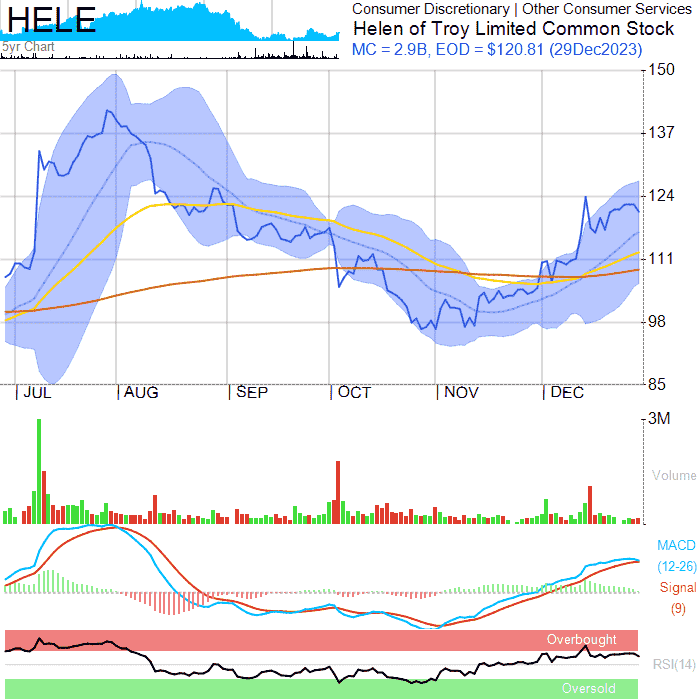 HELE
5yr Chart
Consumer Discretionary | Other Consumer Services
Helen of Troy Limited Common Stock
MC = 2.9B, EOD = $120.81 (29Dec2023)
150
137
124
111
98
85
| JUL | AUG | SEP | OCT | NOV | DEC
3M
Volume
MACD
(12-26)
Signal
(9)
Overbought
RSI(14)
Oversold